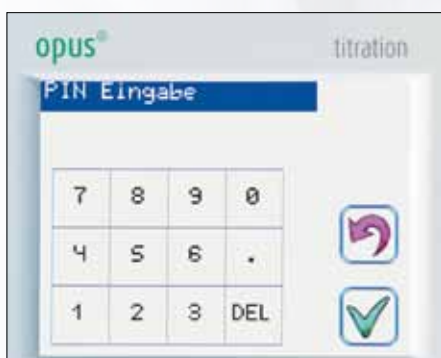 opus® titration
PIN Eingabe
7 8 9 0
4 5 6 .
1 2 3 DEL